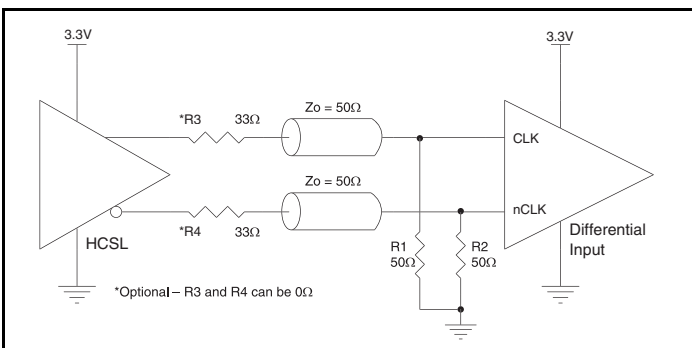 3.3V
3.3V
*R3 33Ω
Zo = 50Ω
CLK
Zo = 50Ω
nCLK
*R4 33Ω
HCSL
R1
50Ω
R2
50Ω
Differential
Input
*Optional – R3 and R4 can be 0Ω